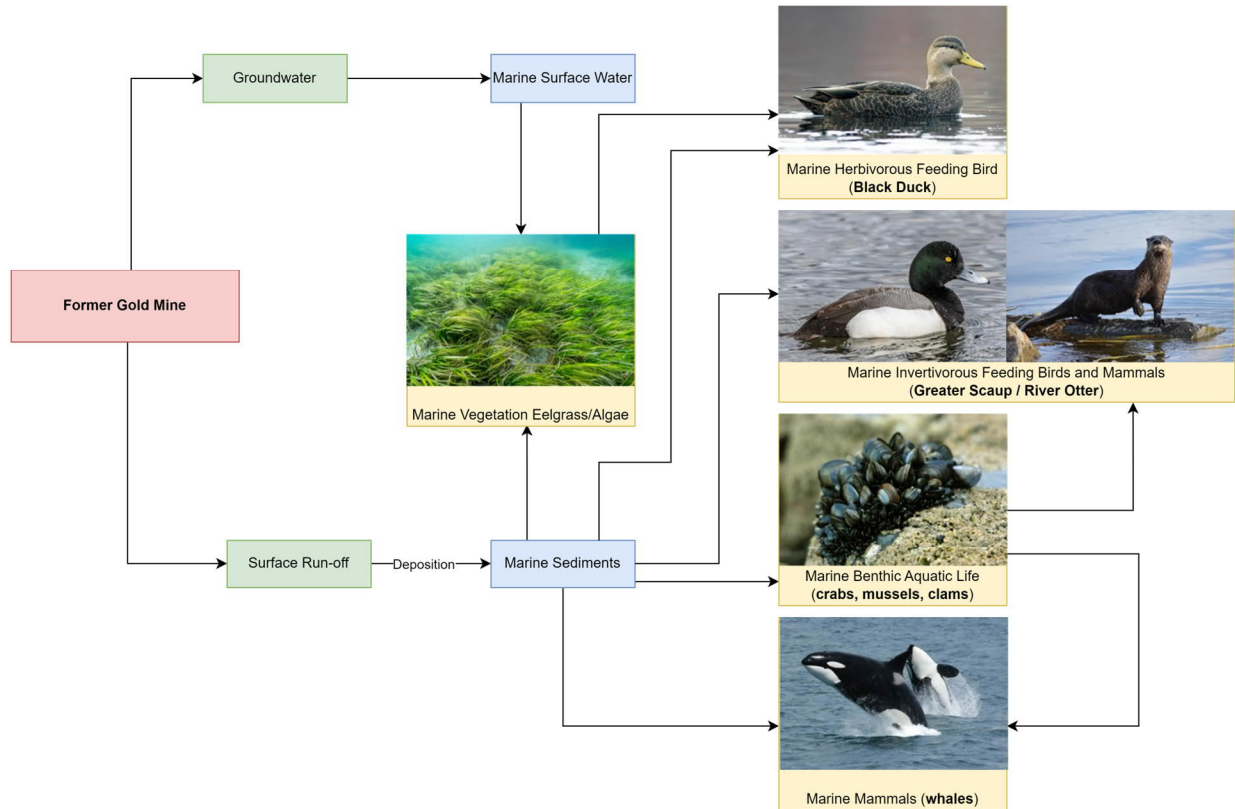 Groundwater
Marine Surface Water
Marine Herbivorous Feeding Bird
(Black Duck)
Former Gold Mine
Marine Vegetation Eelgrass/Algae
Marine Invertivorous Feeding Birds and Mammals
(Greater Scaup / River Otter)
Surface Run-off
Deposition
Marine Sediments
Marine Benthic Aquatic Life
(crabs, mussels, clams)
Marine Mammals (whales)